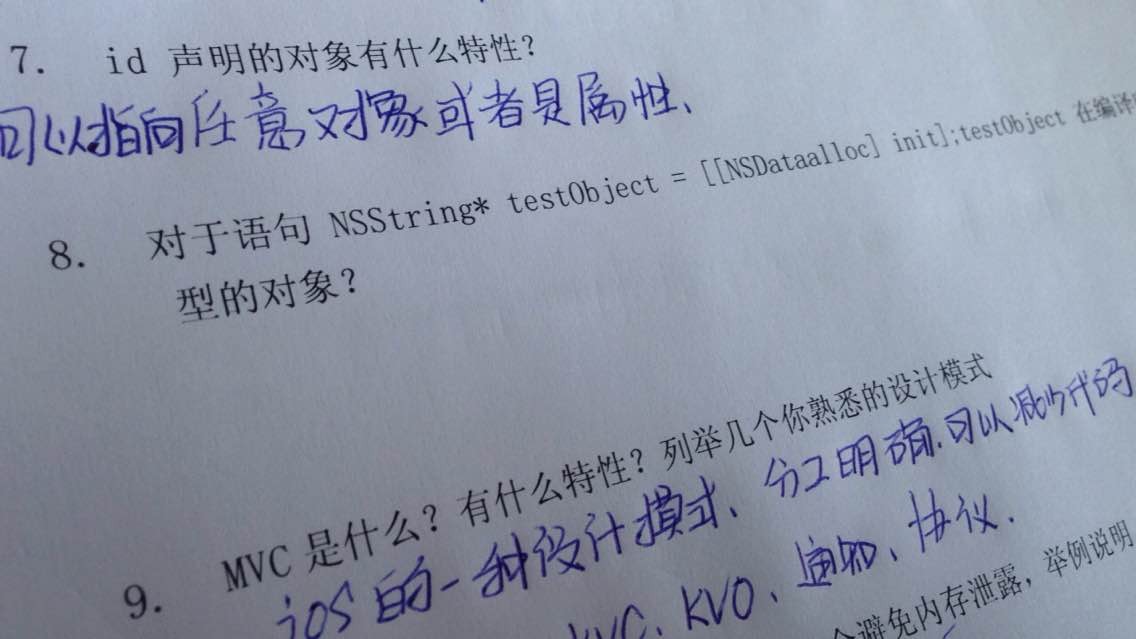 7. id 声明的对象有什么特性?
可以指向任意对象或者是属性、
8. 对于语句 NSString* testObject = [[NSDataalloc] init];testObject 在编译
型的对象?
9. MVC 是什么? 有什么特性? 列举几个你熟悉的设计模式
iOS 的一种设计模式、分工明确.可以减少代码
KVC、KVO、通知、协议.
避免内存泄露, 举例说明